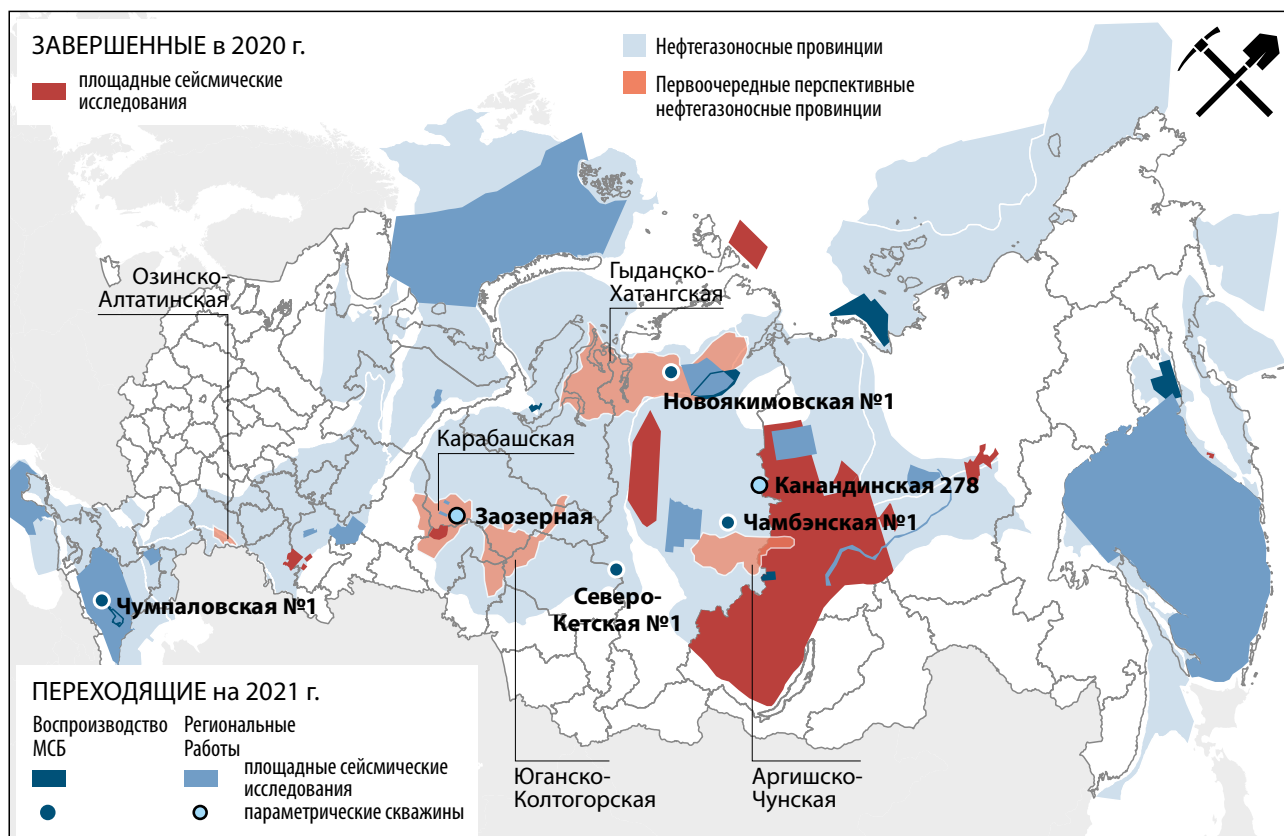 ЗАВЕРШЕННЫЕ в 2020 г.
площадные сейсмические
исследования
Нефтегазоносные провинции
Первоочередные перспективные
нефтегазоносные провинции
Озинско-
Алтатинская
Гыданско-
Хатангская
Новоякимовская №1
Карабашская
Канандинская 278
Заозерная
Чамбэнская №1
Чумпаловская №1
Северо-
Кетская №1
Юганско-
Колтогорская
Аргишско-
Чунская
ПЕРЕХОДЯЩИЕ на 2021 г.
Воспроизводство
МСБ
Региональные
Работы
площадные сейсмические
исследования
параметрические скважины